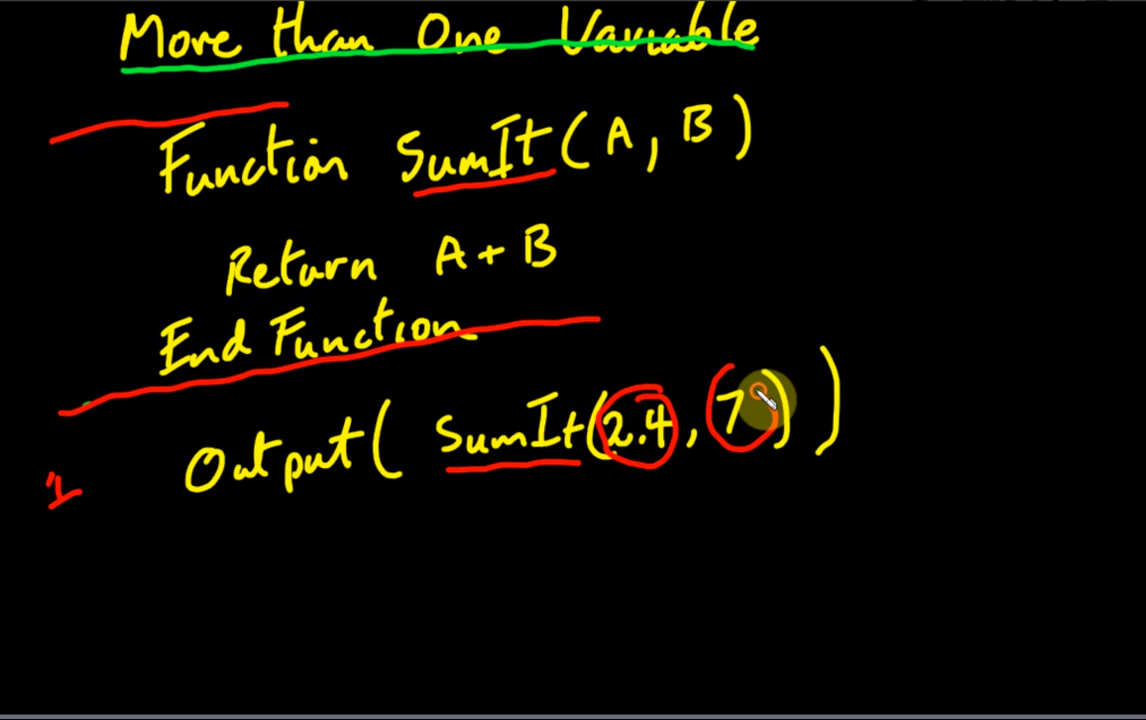 More than One Variable
Function SumIt(A, B)
Return A + B
End Function
Output( SumIt(2.4, 7) )
1